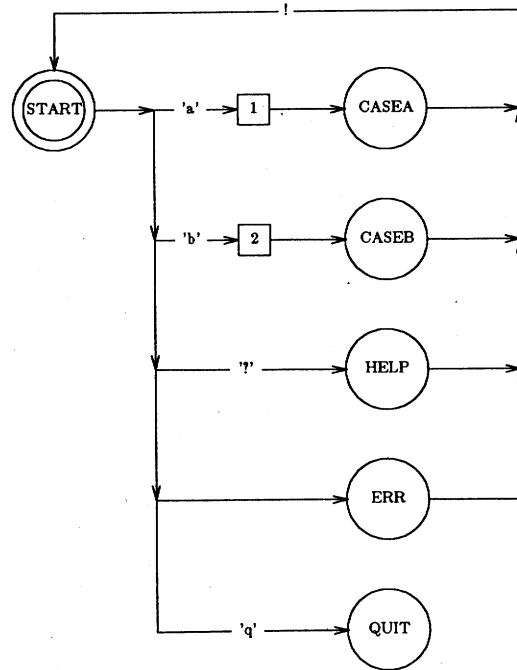 !
START 'a' 1 CASEA
'b' 2 CASEB
'?' HELP
ERR
'q' QUIT